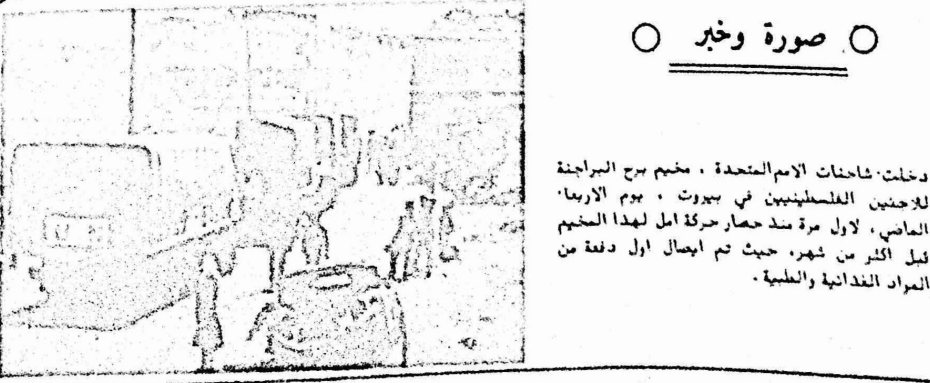 صورة وخبر
دخلت شاحنات الامم المتحدة ، مخيم برج البراجنة
للاجئين الفلسطينيين في بيروت ، يوم الاربعاء
الماضي، لاول مرة منذ حصار حركة امل لهذا المخيم
قبل اكثر من شهر، حيث تم ايصال اول دفعة من
المواد الغذائية والطبية .